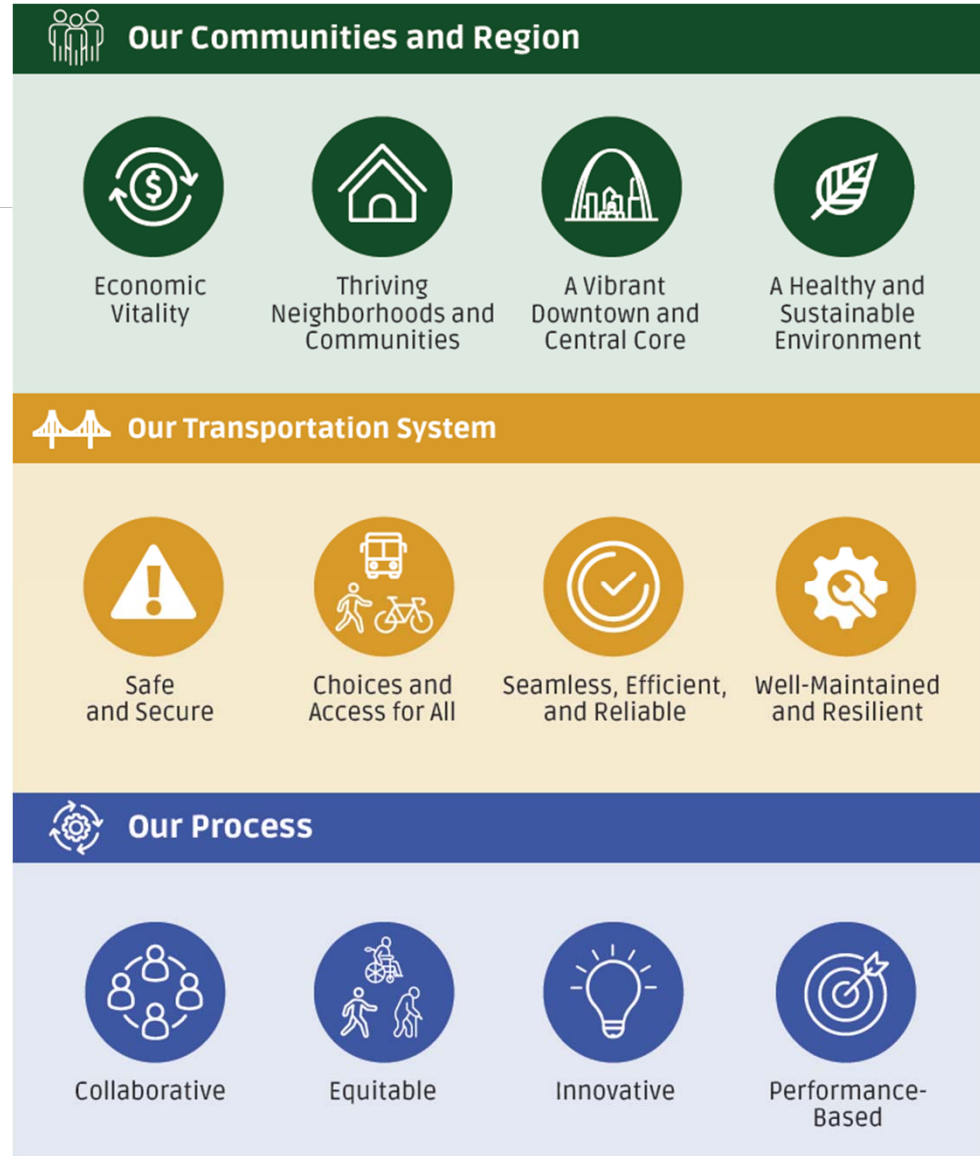 Our Communities and Region
Economic
Vitality
Thriving
Neighborhoods and
Communities
A Vibrant
Downtown and
Central Core
A Healthy and
Sustainable
Environment
Our Transportation System
Safe
and Secure
Choices and
Access for All
Seamless, Efficient,
and Reliable
Well-Maintained
and Resilient
Our Process
Collaborative
Equitable
Innovative
Performance-
Based